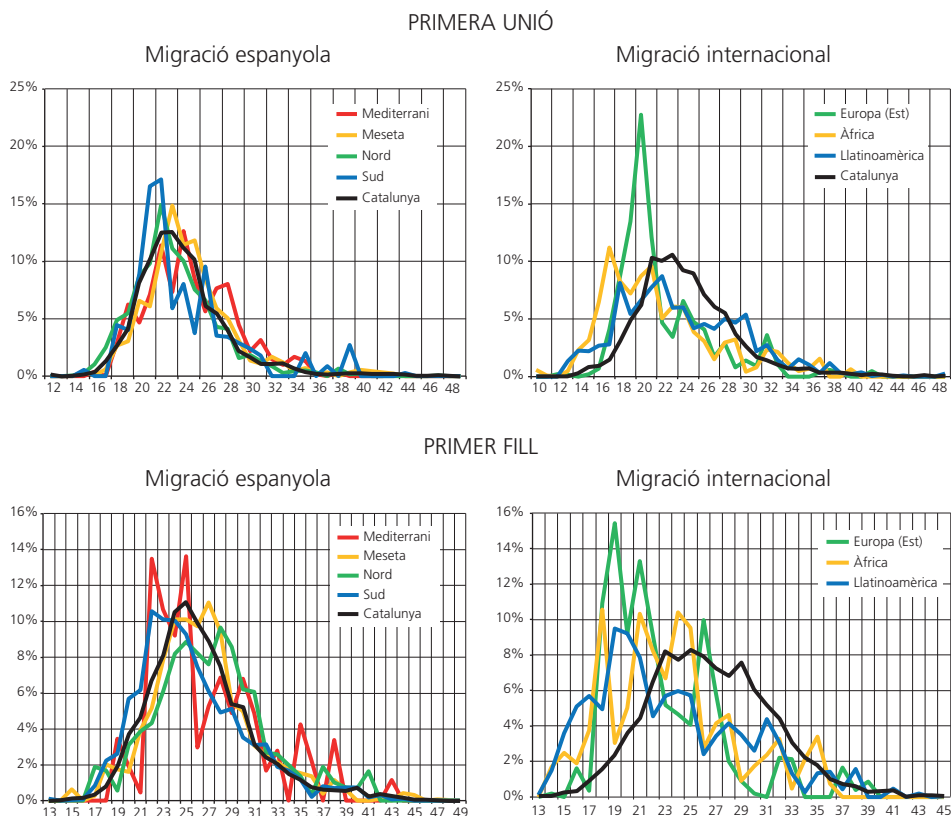 PRIMERA UNIÓ
Migració espanyola
25%
20%
15%
10%
5%
0%
Mediterrani
Meseta
Nord
Sud
Catalunya
12 14 16 18 20 22 24 26 28 30 32 34 36 38 40 42 44 46 48
Migració internacional
25%
20%
15%
10%
5%
0%
Europa (Est)
Àfrica
Llatinoamèrica
Catalunya
10 12 14 16 18 20 22 24 26 28 30 32 34 36 38 40 42 44 46 48
PRIMER FILL
Migració espanyola
16%
14%
12%
10%
8%
6%
4%
2%
0%
Mediterrani
Meseta
Nord
Sud
Catalunya
13 15 17 19 21 23 25 27 29 31 33 35 37 39 41 43 45 47 49
Migració internacional
16%
14%
12%
10%
8%
6%
4%
2%
0%
Europa (Est)
Àfrica
Llatinoamèrica
13 15 17 19 21 23 25 27 29 31 33 35 37 39 41 43 45